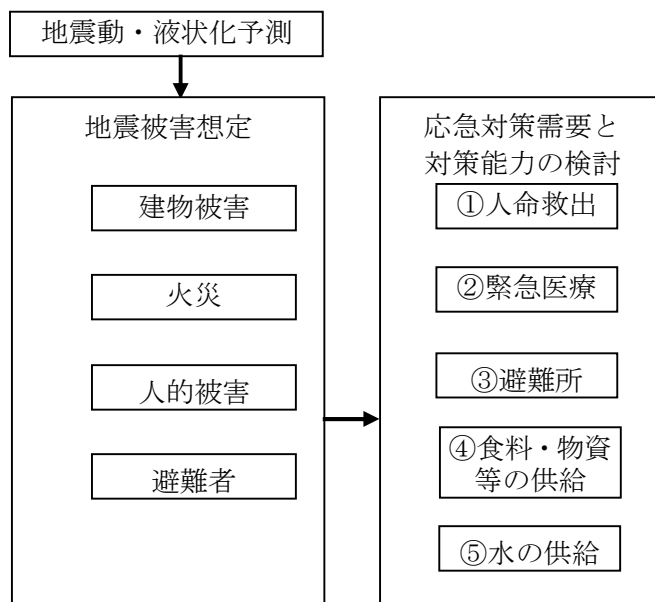 地震動・液状化予測
地震被害想定
建物被害
火災
人的被害
避難者
応急対策需要と
対策能力の検討
①人命救出
②緊急医療
③避難所
④食料・物資
等の供給
⑤水の供給